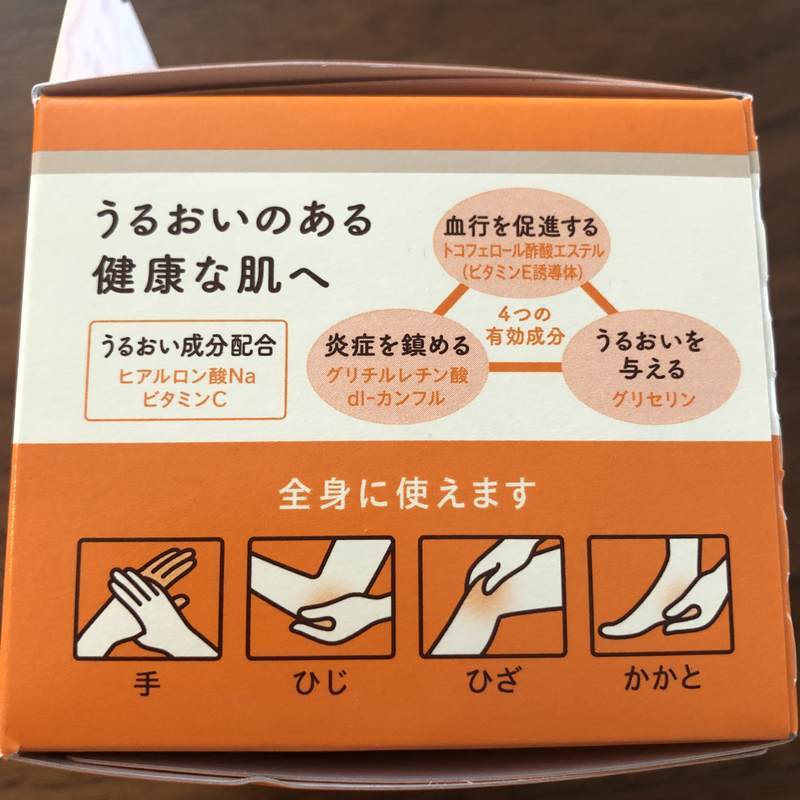 うるおいのある
健康な肌へ
うるおい成分配合
ヒアルロン酸Na
ビタミンC
血行を促進する
トコフェロール酢酸エステル
(ビタミンE誘導体)
4つの
有効成分
炎症を鎮める
グリチルレチン酸
dl-カンフル
うるおいを
与える
グリセリン
全身に使えます
手
ひじ
ひざ
かかと